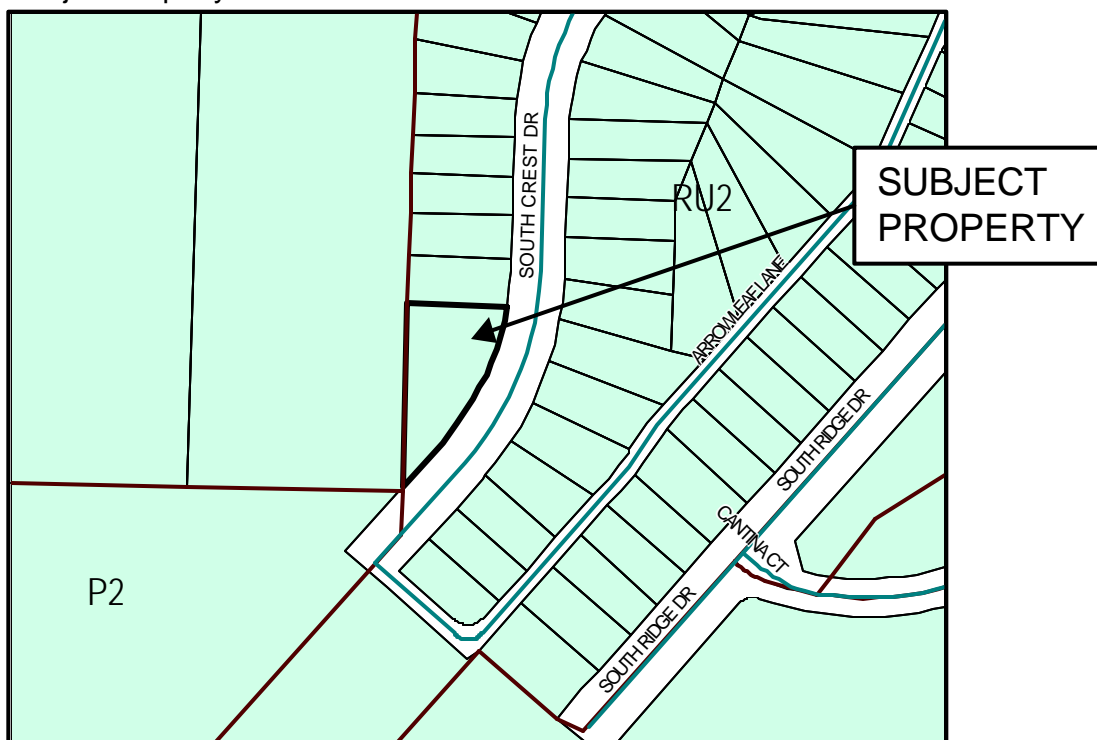 SOUTH CREST DR
RU2
SUBJECT
PROPERTY
ARROWLEAF LANE
SOUTH RIDGE DR
CANTINA CT
P2
SOUTH RIDGE DR